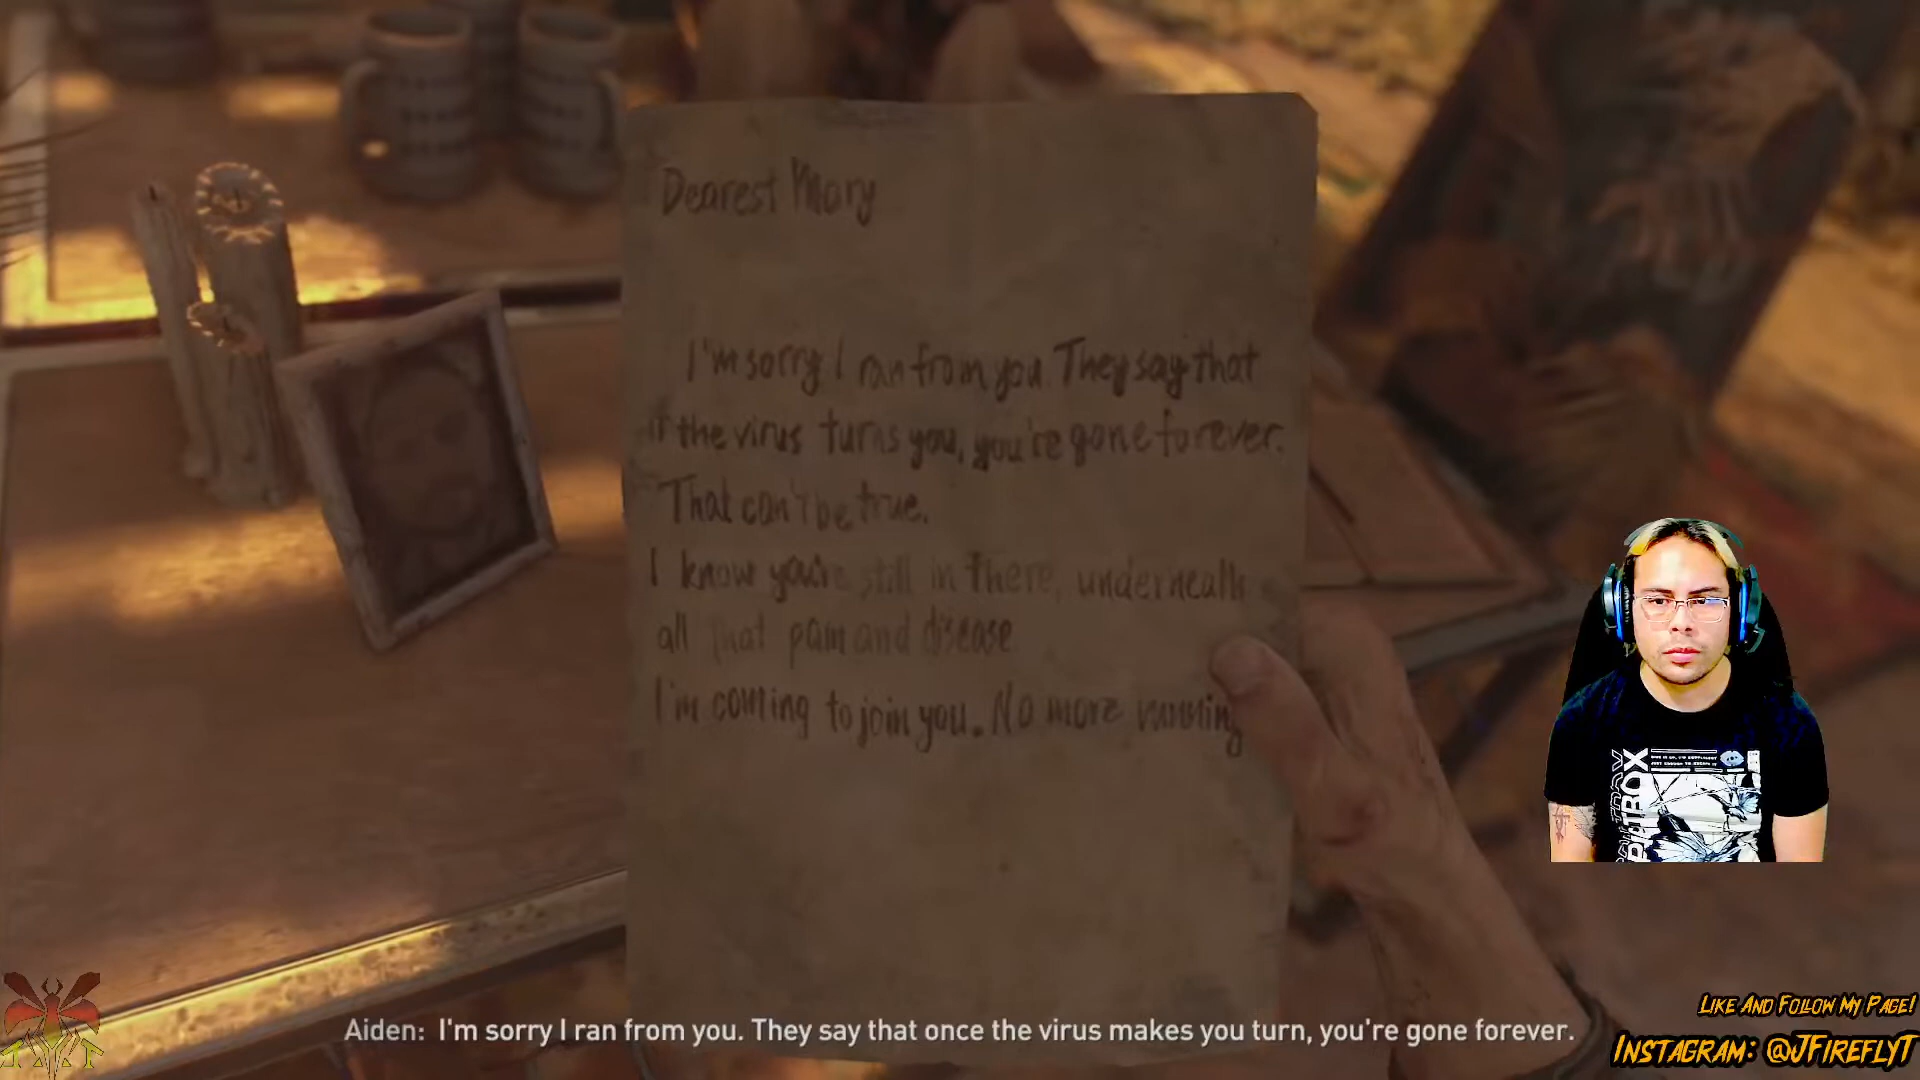 Dearest Mary
I'm sorry I ran from you. They say that
if the virus turns you, you're gone forever.
That can't be true.
I know you're still in there, underneath
all that pain and disease
I'm coming to join you. No more running
Aiden: I'm sorry I ran from you. They say that once the virus makes you turn, you're gone forever.
PATBOX
Like And Follow My Page!
Instagram: @JFireflyT